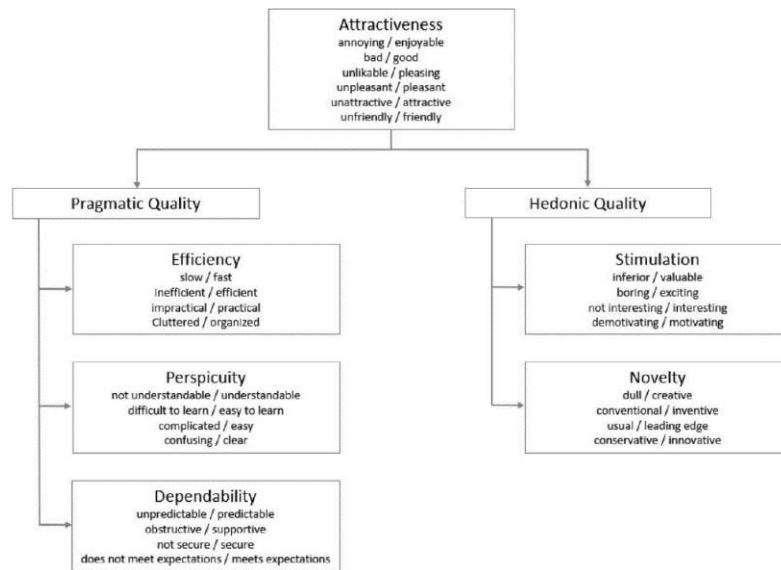 Attractiveness
annoying / enjoyable
bad / good
unlikable / pleasing
unpleasant / pleasant
unattractive / attractive
unfriendly / friendly
Pragmatic Quality
Efficiency
slow / fast
inefficient / efficient
impractical / practical
Cluttered / organized
Perspicuity
not understandable / understandable
difficult to learn / easy to learn
complicated / easy
confusing / clear
Dependability
unpredictable / predictable
obstructive / supportive
not secure / secure
does not meet expectations / meets expectations
Hedonic Quality
Stimulation
inferior / valuable
boring / exciting
not interesting / interesting
demotivating / motivating
Novelty
dull / creative
conventional / inventive
usual / leading edge
conservative / innovative